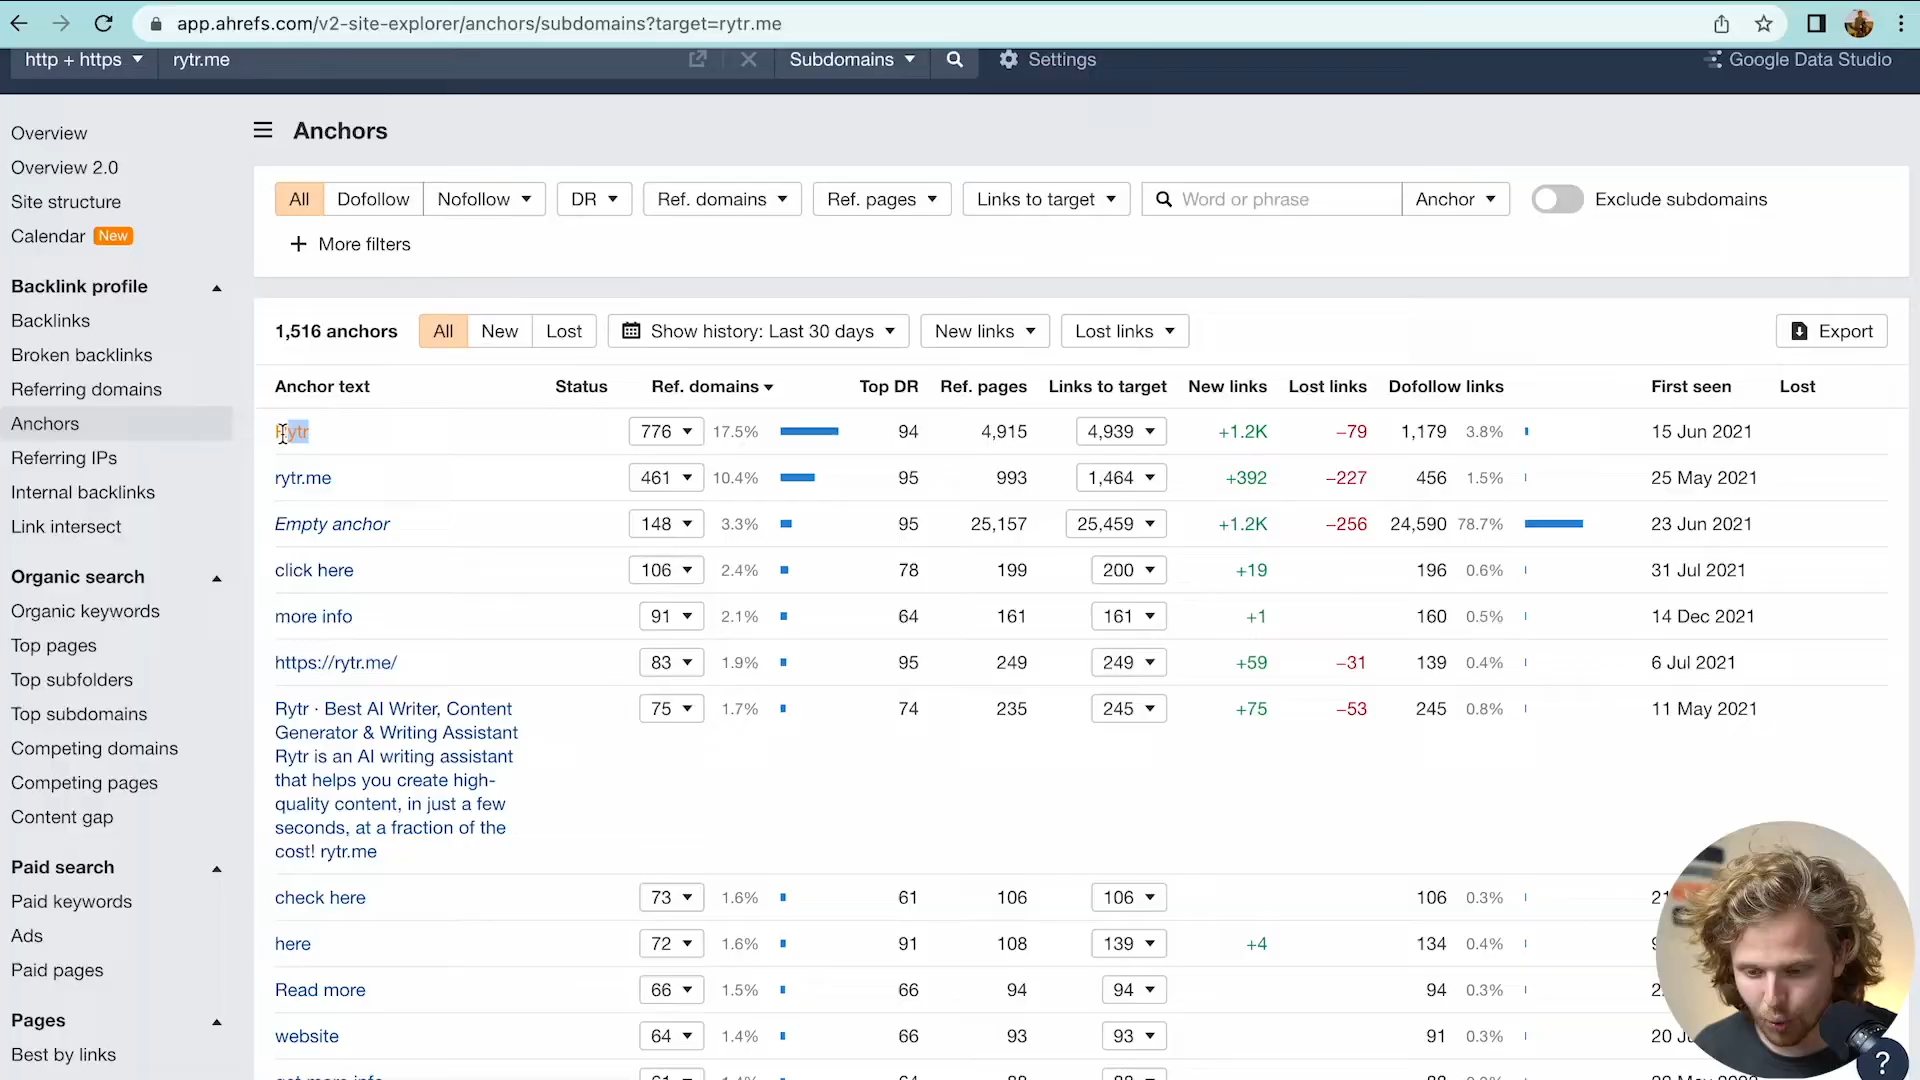 app.ahrefs.com/v2-site-explorer/anchors/subdomains?target=rytr.me
http + https rytr.me Subdomains Settings Google Data Studio
Overview
Overview 2.0
Site structure
Calendar New
Backlink profile
Backlinks
Broken backlinks
Referring domains
Anchors
Referring IPs
Internal backlinks
Link intersect
Organic search
Organic keywords
Top pages
Top subfolders
Top subdomains
Competing domains
Competing pages
Content gap
Paid search
Paid keywords
Ads
Paid pages
Pages
Best by links
Anchors
All Dofollow Nofollow DR Ref. domains Ref. pages Links to target Word or phrase Anchor Exclude subdomains
+ More filters
1,516 anchors All New Lost Show history: Last 30 days New links Lost links Export
Anchor text Status Ref. domains Top DR Ref. pages Links to target New links Lost links Dofollow links First seen Lost
Rytr 776 17.5% 94 4,915 4,939 +1.2K −79 1,179 3.8% 15 Jun 2021
rytr.me 461 10.4% 95 993 1,464 +392 −227 456 1.5% 25 May 2021
Empty anchor 148 3.3% 95 25,157 25,459 +1.2K −256 24,590 78.7% 23 Jun 2021
click here 106 2.4% 78 199 200 +19 196 0.6% 31 Jul 2021
more info 91 2.1% 64 161 161 +1 160 0.5% 14 Dec 2021
https://rytr.me/ 83 1.9% 95 249 249 +59 −31 139 0.4% 6 Jul 2021
Rytr · Best AI Writer, Content 75 1.7% 74 235 245 +75 −53 245 0.8% 11 May 2021
Generator & Writing Assistant
Rytr is an AI writing assistant
that helps you create high-
quality content, in just a few
seconds, at a fraction of the
cost! rytr.me
check here 73 1.6% 61 106 106 106 0.3%
here 72 1.6% 91 108 139 +4 134 0.4%
Read more 66 1.5% 66 94 94 94 0.3%
website 64 1.4% 66 93 93 91 0.3% 20
?